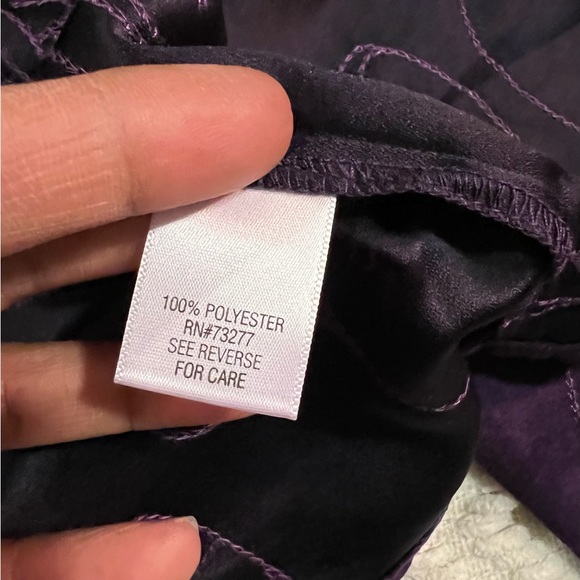 100% POLYESTER
RN#73277
SEE REVERSE
FOR CARE